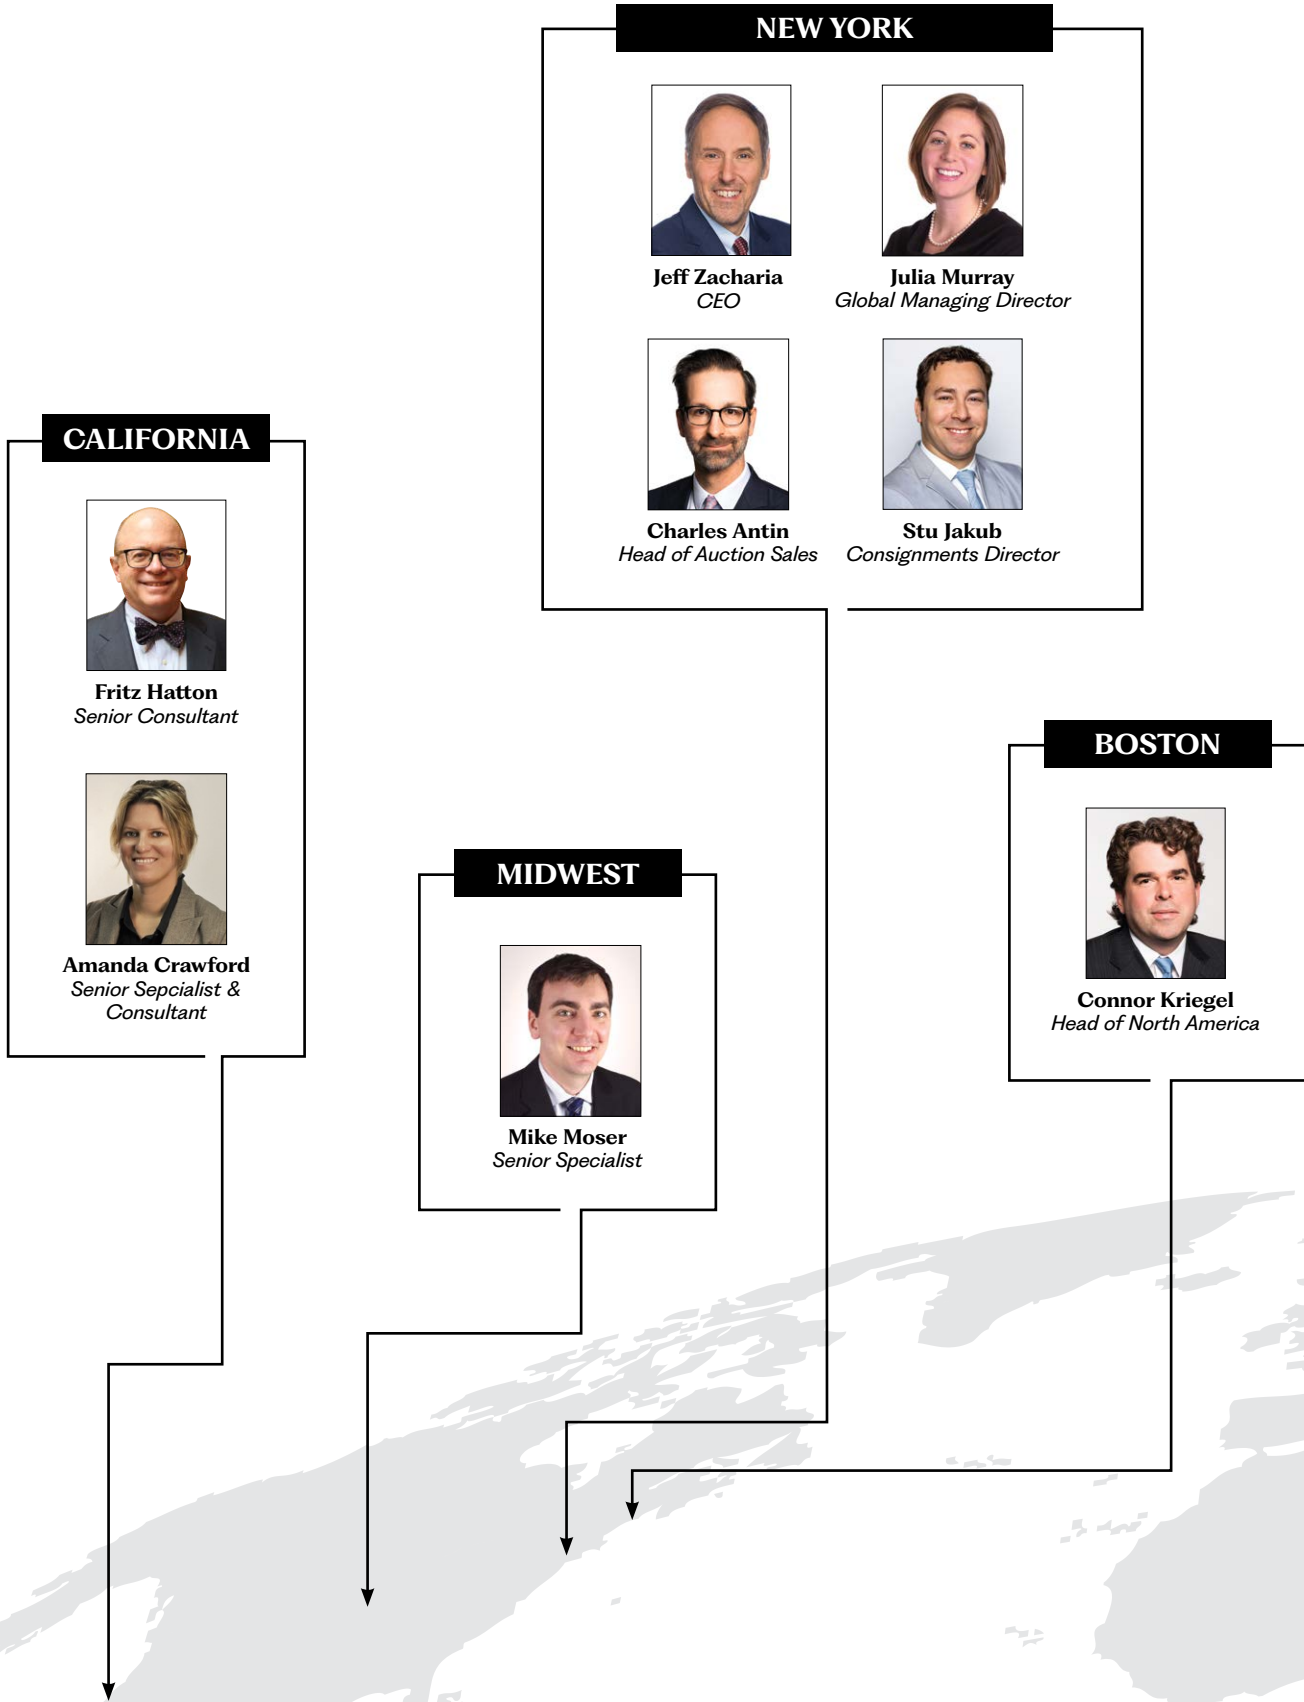 NEW YORK
Jeff Zacharia
CEO
Julia Murray
Global Managing Director
Charles Antin
Head of Auction Sales
Stu Jakub
Consignments Director
CALIFORNIA
Fritz Hatton
Senior Consultant
Amanda Crawford
Senior Sepcialist &
Consultant
MIDWEST
Mike Moser
Senior Specialist
BOSTON
Connor Kriegel
Head of North America